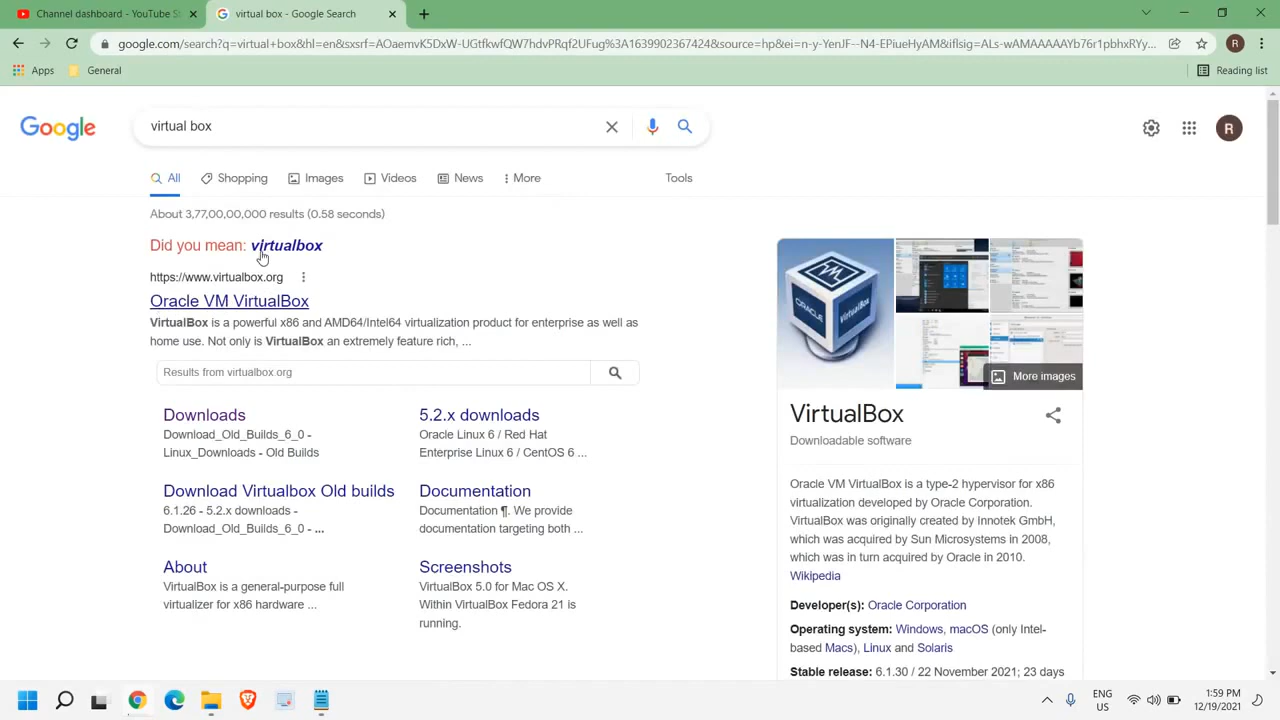 Channel dashboard - YouTube St
virtual box - Google Search
google.com/search?q=virtual+box&hl=en&sxsrf=AOaemvK5DxW-UGtfkwfQW7hdvPRqf2UFug%3A1639902367424&source=hp&ei=n-y-YenJF--N4-EPiueHyAM&iflsig=ALs-wAMAAAAAYb76r1pbhxRYy...
R
Apps
General
Reading list
Google
virtual box
R
All
Shopping
Images
Videos
News
More
Tools
About 3,77,00,00,000 results (0.58 seconds)
Did you mean: virtualbox
https://www.virtualbox.org
Oracle VM VirtualBox
VirtualBox is a powerful x86 and AMD64/Intel64 virtualization product for enterprise as well as
home use. Not only is VirtualBox an extremely feature rich, ...
Results from virtualbox.org
Downloads
Download_Old_Builds_6_0 -
Linux_Downloads - Old Builds
5.2.x downloads
Oracle Linux 6 / Red Hat
Enterprise Linux 6 / CentOS 6 ...
Download Virtualbox Old builds
6.1.26 - 5.2.x downloads -
Download_Old_Builds_6_0 - ...
Documentation
Documentation ¶. We provide
documentation targeting both ...
About
VirtualBox is a general-purpose full
virtualizer for x86 hardware ...
Screenshots
VirtualBox 5.0 for Mac OS X.
Within VirtualBox Fedora 21 is
running.
ORACLE
VirtualBox
More images
VirtualBox
Downloadable software
Oracle VM VirtualBox is a type-2 hypervisor for x86
virtualization developed by Oracle Corporation.
VirtualBox was originally created by Innotek GmbH,
which was acquired by Sun Microsystems in 2008,
which was in turn acquired by Oracle in 2010.
Wikipedia
Developer(s): Oracle Corporation
Operating system: Windows, macOS (only Intel-
based Macs), Linux and Solaris
Stable release: 6.1.30 / 22 November 2021; 23 days
ENG
US
1:59 PM
12/19/2021